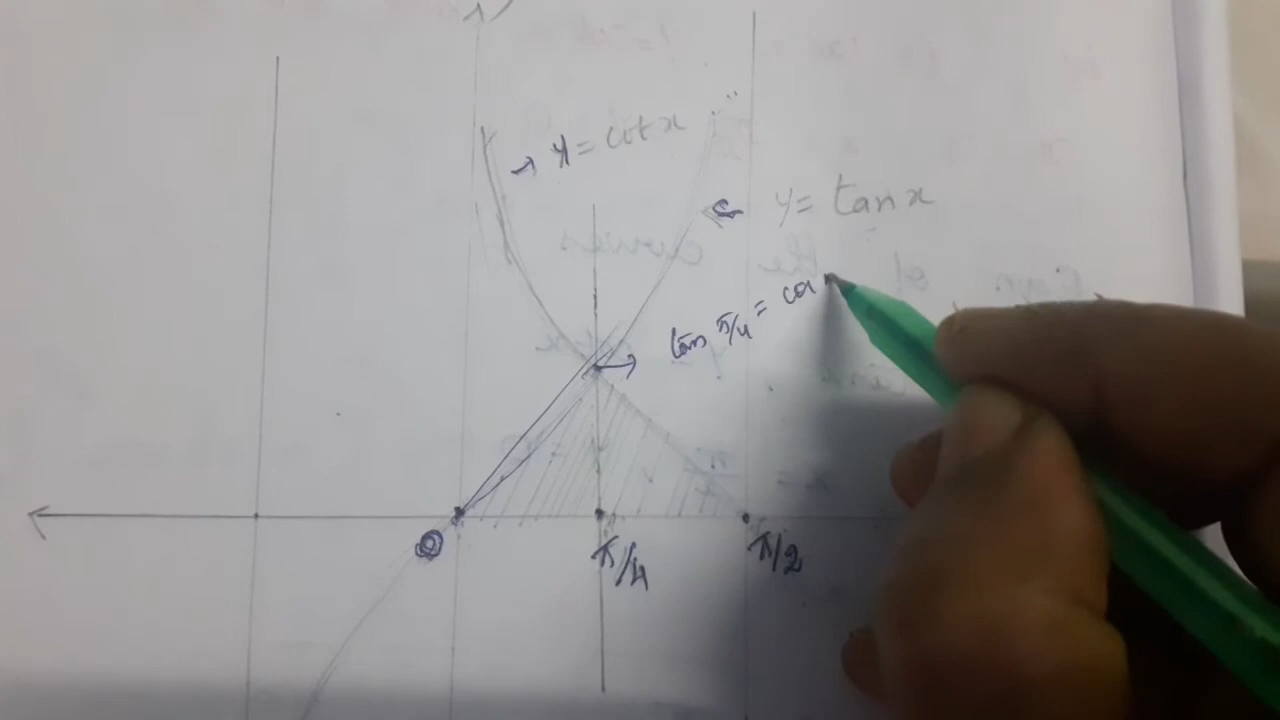 y = cot x
y = tan x
tan π/4 = cot
0
π/4
π/2